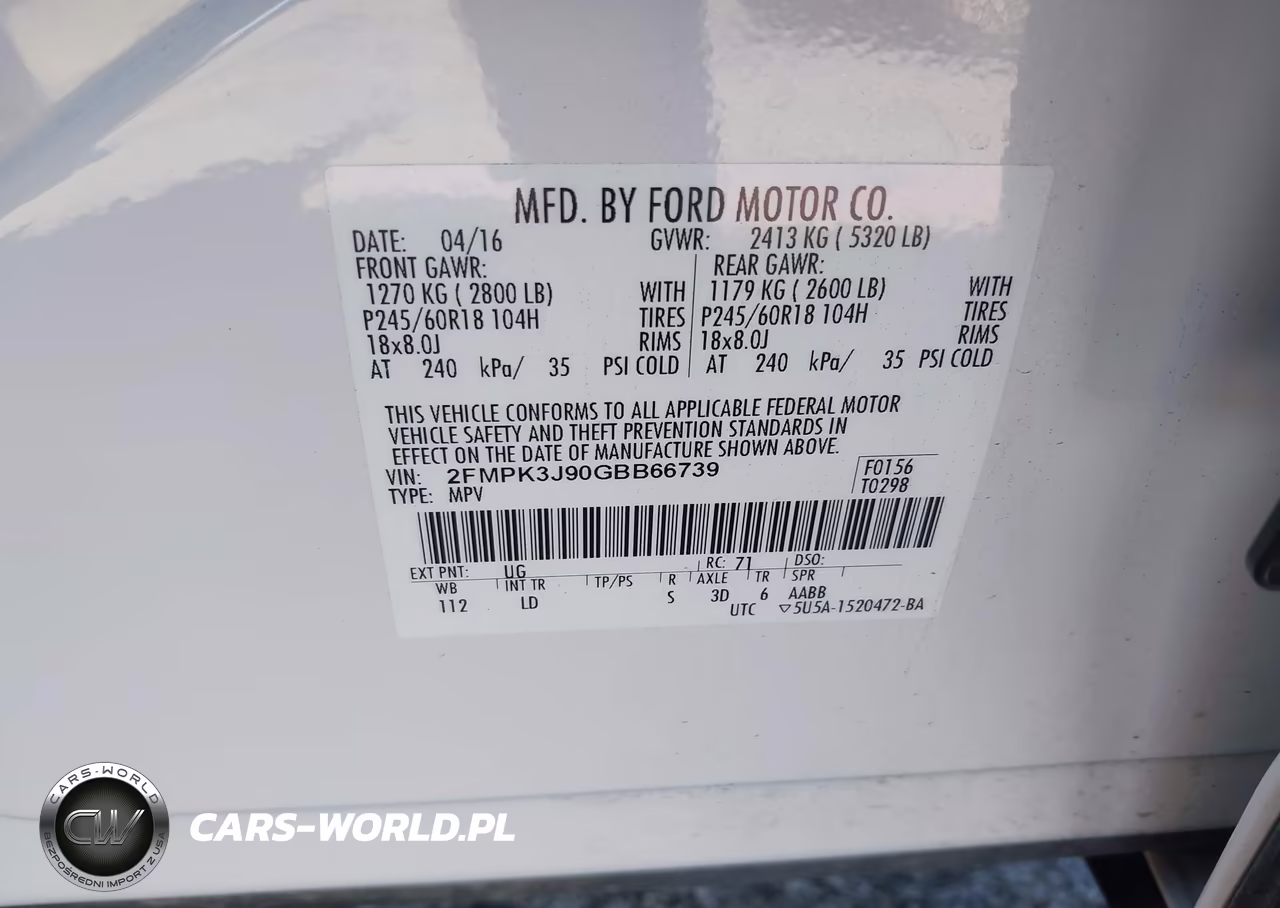 MFD. BY FORD MOTOR CO.
DATE: 04/16 GVWR: 2413 KG ( 5320 LB)
FRONT GAWR: REAR GAWR:
1270 KG ( 2800 LB) WITH 1179 KG ( 2600 LB) WITH
P245/60R18 104H TIRES P245/60R18 104H TIRES
18x8.0J RIMS 18x8.0J RIMS
AT 240 kPa/ 35 PSI COLD AT 240 kPa/ 35 PSI COLD
THIS VEHICLE CONFORMS TO ALL APPLICABLE FEDERAL MOTOR
VEHICLE SAFETY AND THEFT PREVENTION STANDARDS IN
EFFECT ON THE DATE OF MANUFACTURE SHOWN ABOVE.
VIN: 2FMPK3J90GBB66739 F0156
TYPE: MPV T0298
EXT PNT: UG RC: 71 DSO:
WB INT TR TP/PS R AXLE TR SPR
112 LD S 3D 6 AABB
UTC ▽5U5A-1520472-BA
CARS-WORLD
CW
BEZPOŚREDNI IMPORT Z USA
CARS-WORLD.PL